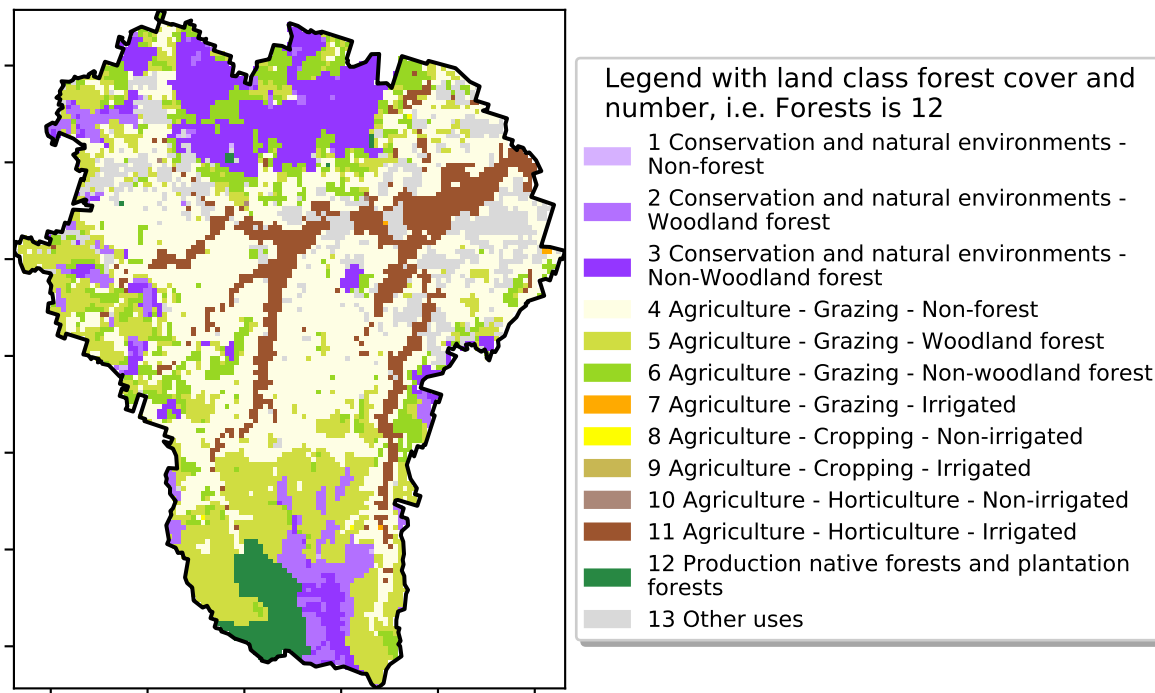 Legend with land class forest cover and
number, i.e. Forests is 12
1 Conservation and natural environments -
Non-forest
2 Conservation and natural environments -
Woodland forest
3 Conservation and natural environments -
Non-Woodland forest
4 Agriculture - Grazing - Non-forest
5 Agriculture - Grazing - Woodland forest
6 Agriculture - Grazing - Non-woodland forest
7 Agriculture - Grazing - Irrigated
8 Agriculture - Cropping - Non-irrigated
9 Agriculture - Cropping - Irrigated
10 Agriculture - Horticulture - Non-irrigated
11 Agriculture - Horticulture - Irrigated
12 Production native forests and plantation
forests
13 Other uses